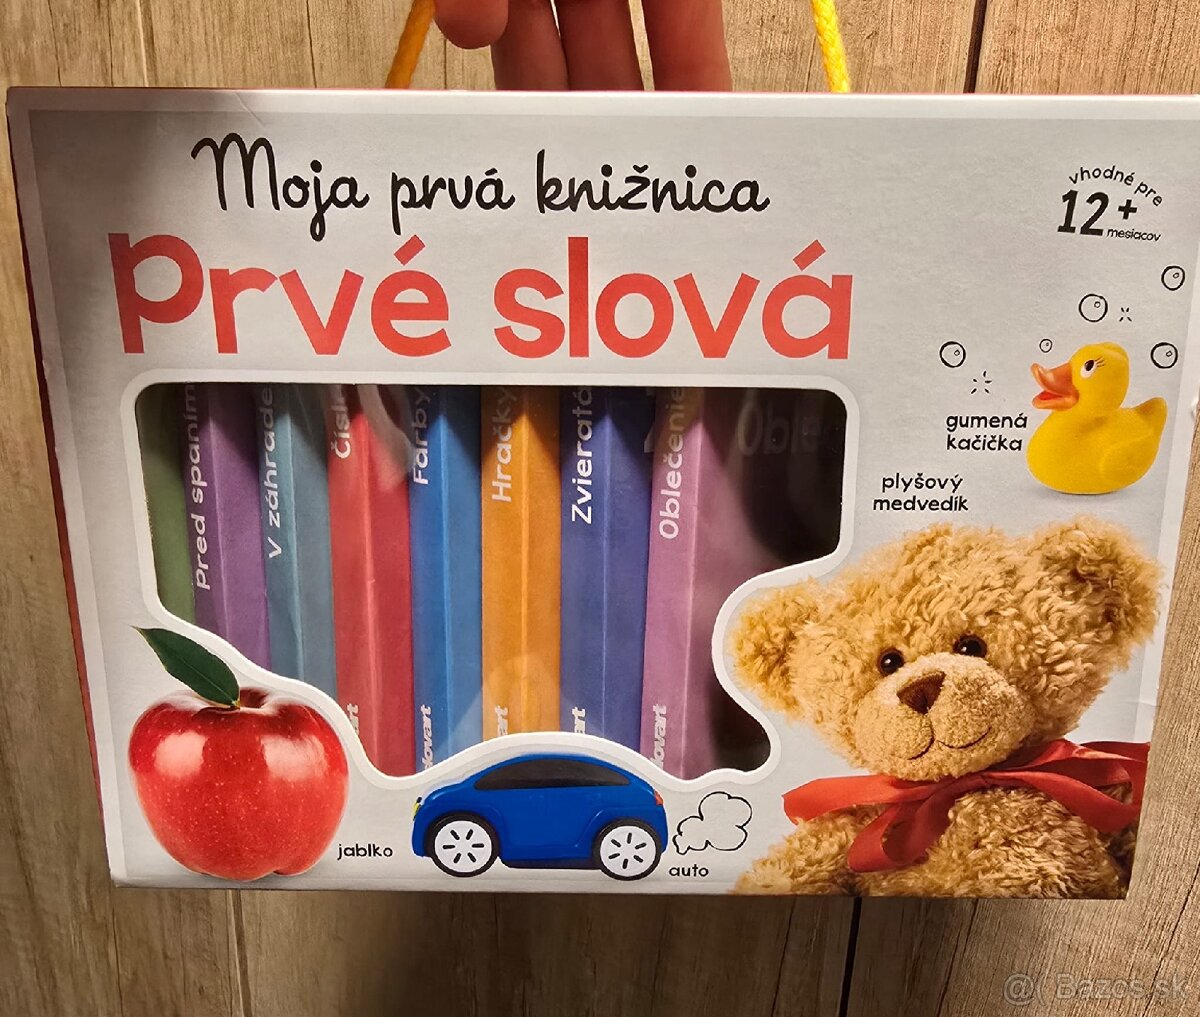 Moja prvá knižnica
Prvé slová
vhodné pre
12+
mesiacov
gumená
kačička
plyšový
medvedík
Pred spaním
V záhrade
Čísla
Farby
Hračky
Zvieratá
Oblečenie
jablko
auto
Bazos.sk